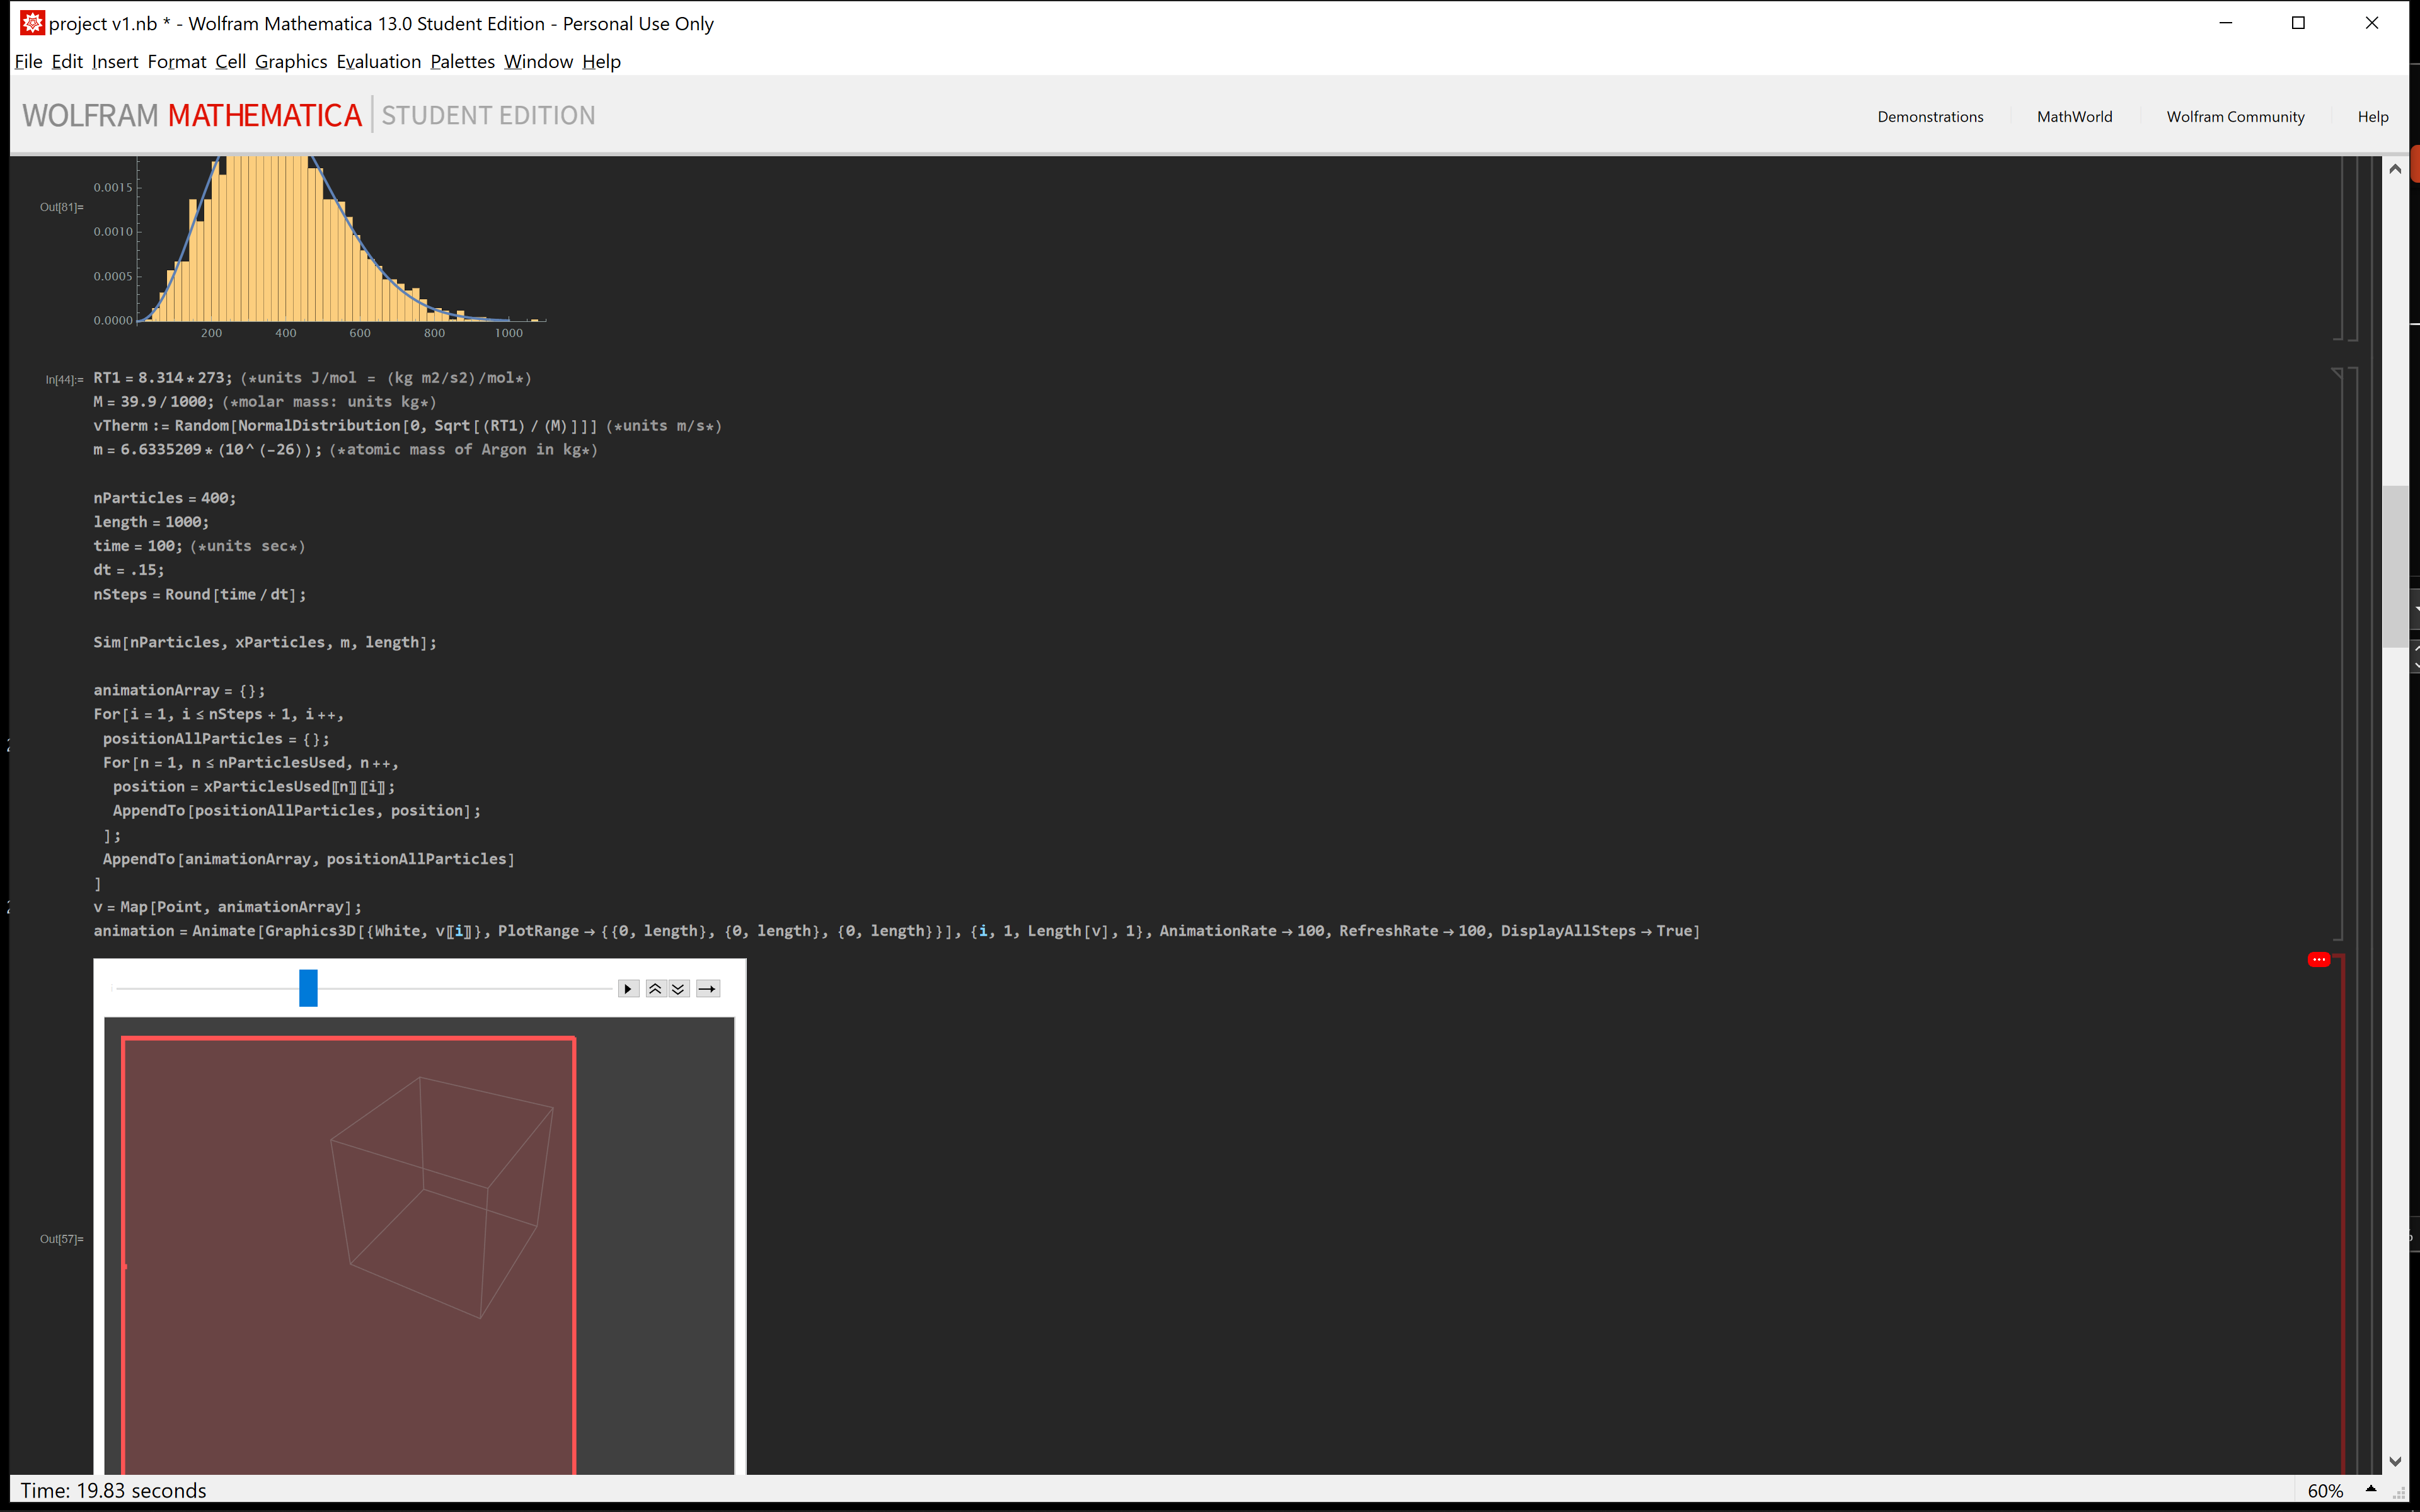 project v1.nb * - Wolfram Mathematica 13.0 Student Edition - Personal Use Only
File Edit Insert Format Cell Graphics Evaluation Palettes Window Help
WOLFRAM MATHEMATICA STUDENT EDITION
Demonstrations MathWorld Wolfram Community Help
0.0015
Out[81]=
0.0010
0.0005
0.0000
200 400 600 800 1000
In[44]:= RT1 = 8.314 * 273; (*units J/mol = (kg m2/s2)/mol*)
M = 39.9 / 1000; (*molar mass: units kg*)
vTherm := Random[NormalDistribution[0, Sqrt[(RT1) / (M)]]] (*units m/s*)
m = 6.6335209 * (10^(-26)); (*atomic mass of Argon in kg*)
nParticles = 400;
length = 1000;
time = 100; (*units sec*)
dt = .15;
nSteps = Round[time / dt];
Sim[nParticles, xParticles, m, length];
animationArray = {};
For[i = 1, i ≤ nSteps + 1, i++,
positionAllParticles = {};
For[n = 1, n ≤ nParticlesUsed, n++,
position = xParticlesUsed⟦n⟧⟦i⟧;
AppendTo[positionAllParticles, position];
];
AppendTo[animationArray, positionAllParticles]
]
v = Map[Point, animationArray];
animation = Animate[Graphics3D[{White, v⟦i⟧}, PlotRange → {{0, length}, {0, length}, {0, length}}], {i, 1, Length[v], 1}, AnimationRate → 100, RefreshRate → 100, DisplayAllSteps → True]
Out[57]=
Time: 19.83 seconds
60%